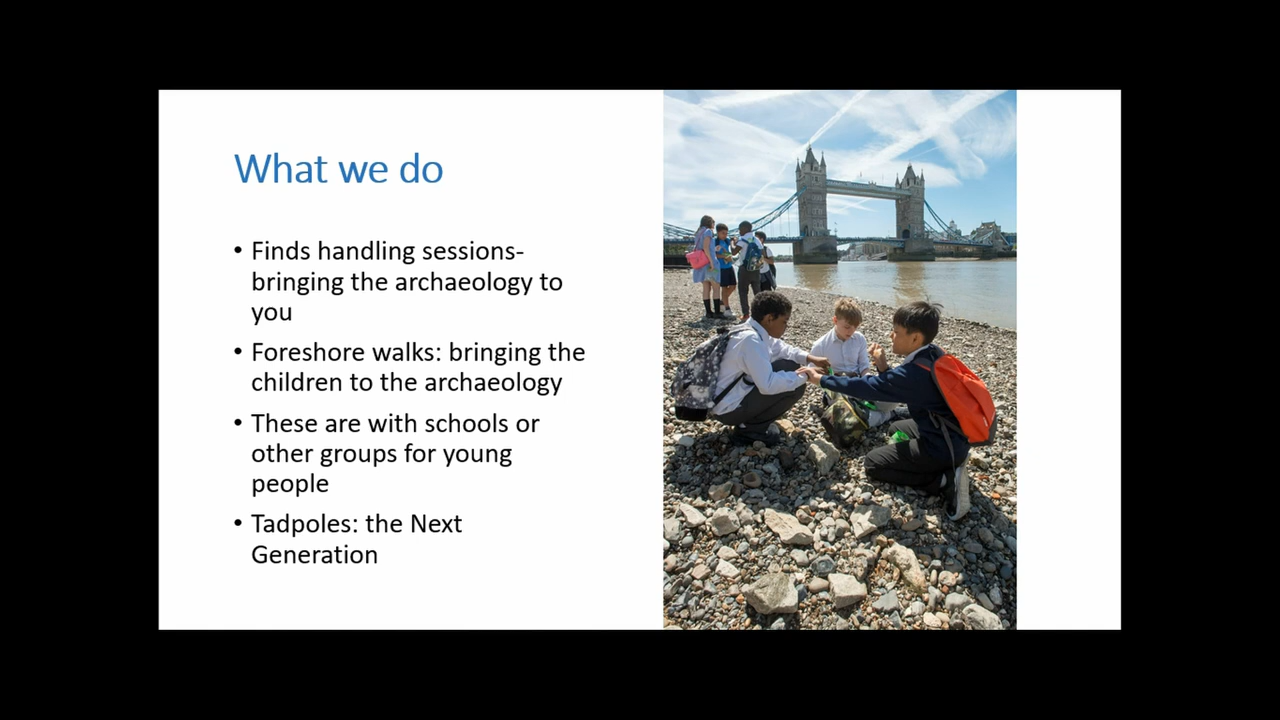 What we do
• Finds handling sessions-
bringing the archaeology to
you
• Foreshore walks: bringing the
children to the archaeology
• These are with schools or
other groups for young
people
• Tadpoles: the Next
Generation